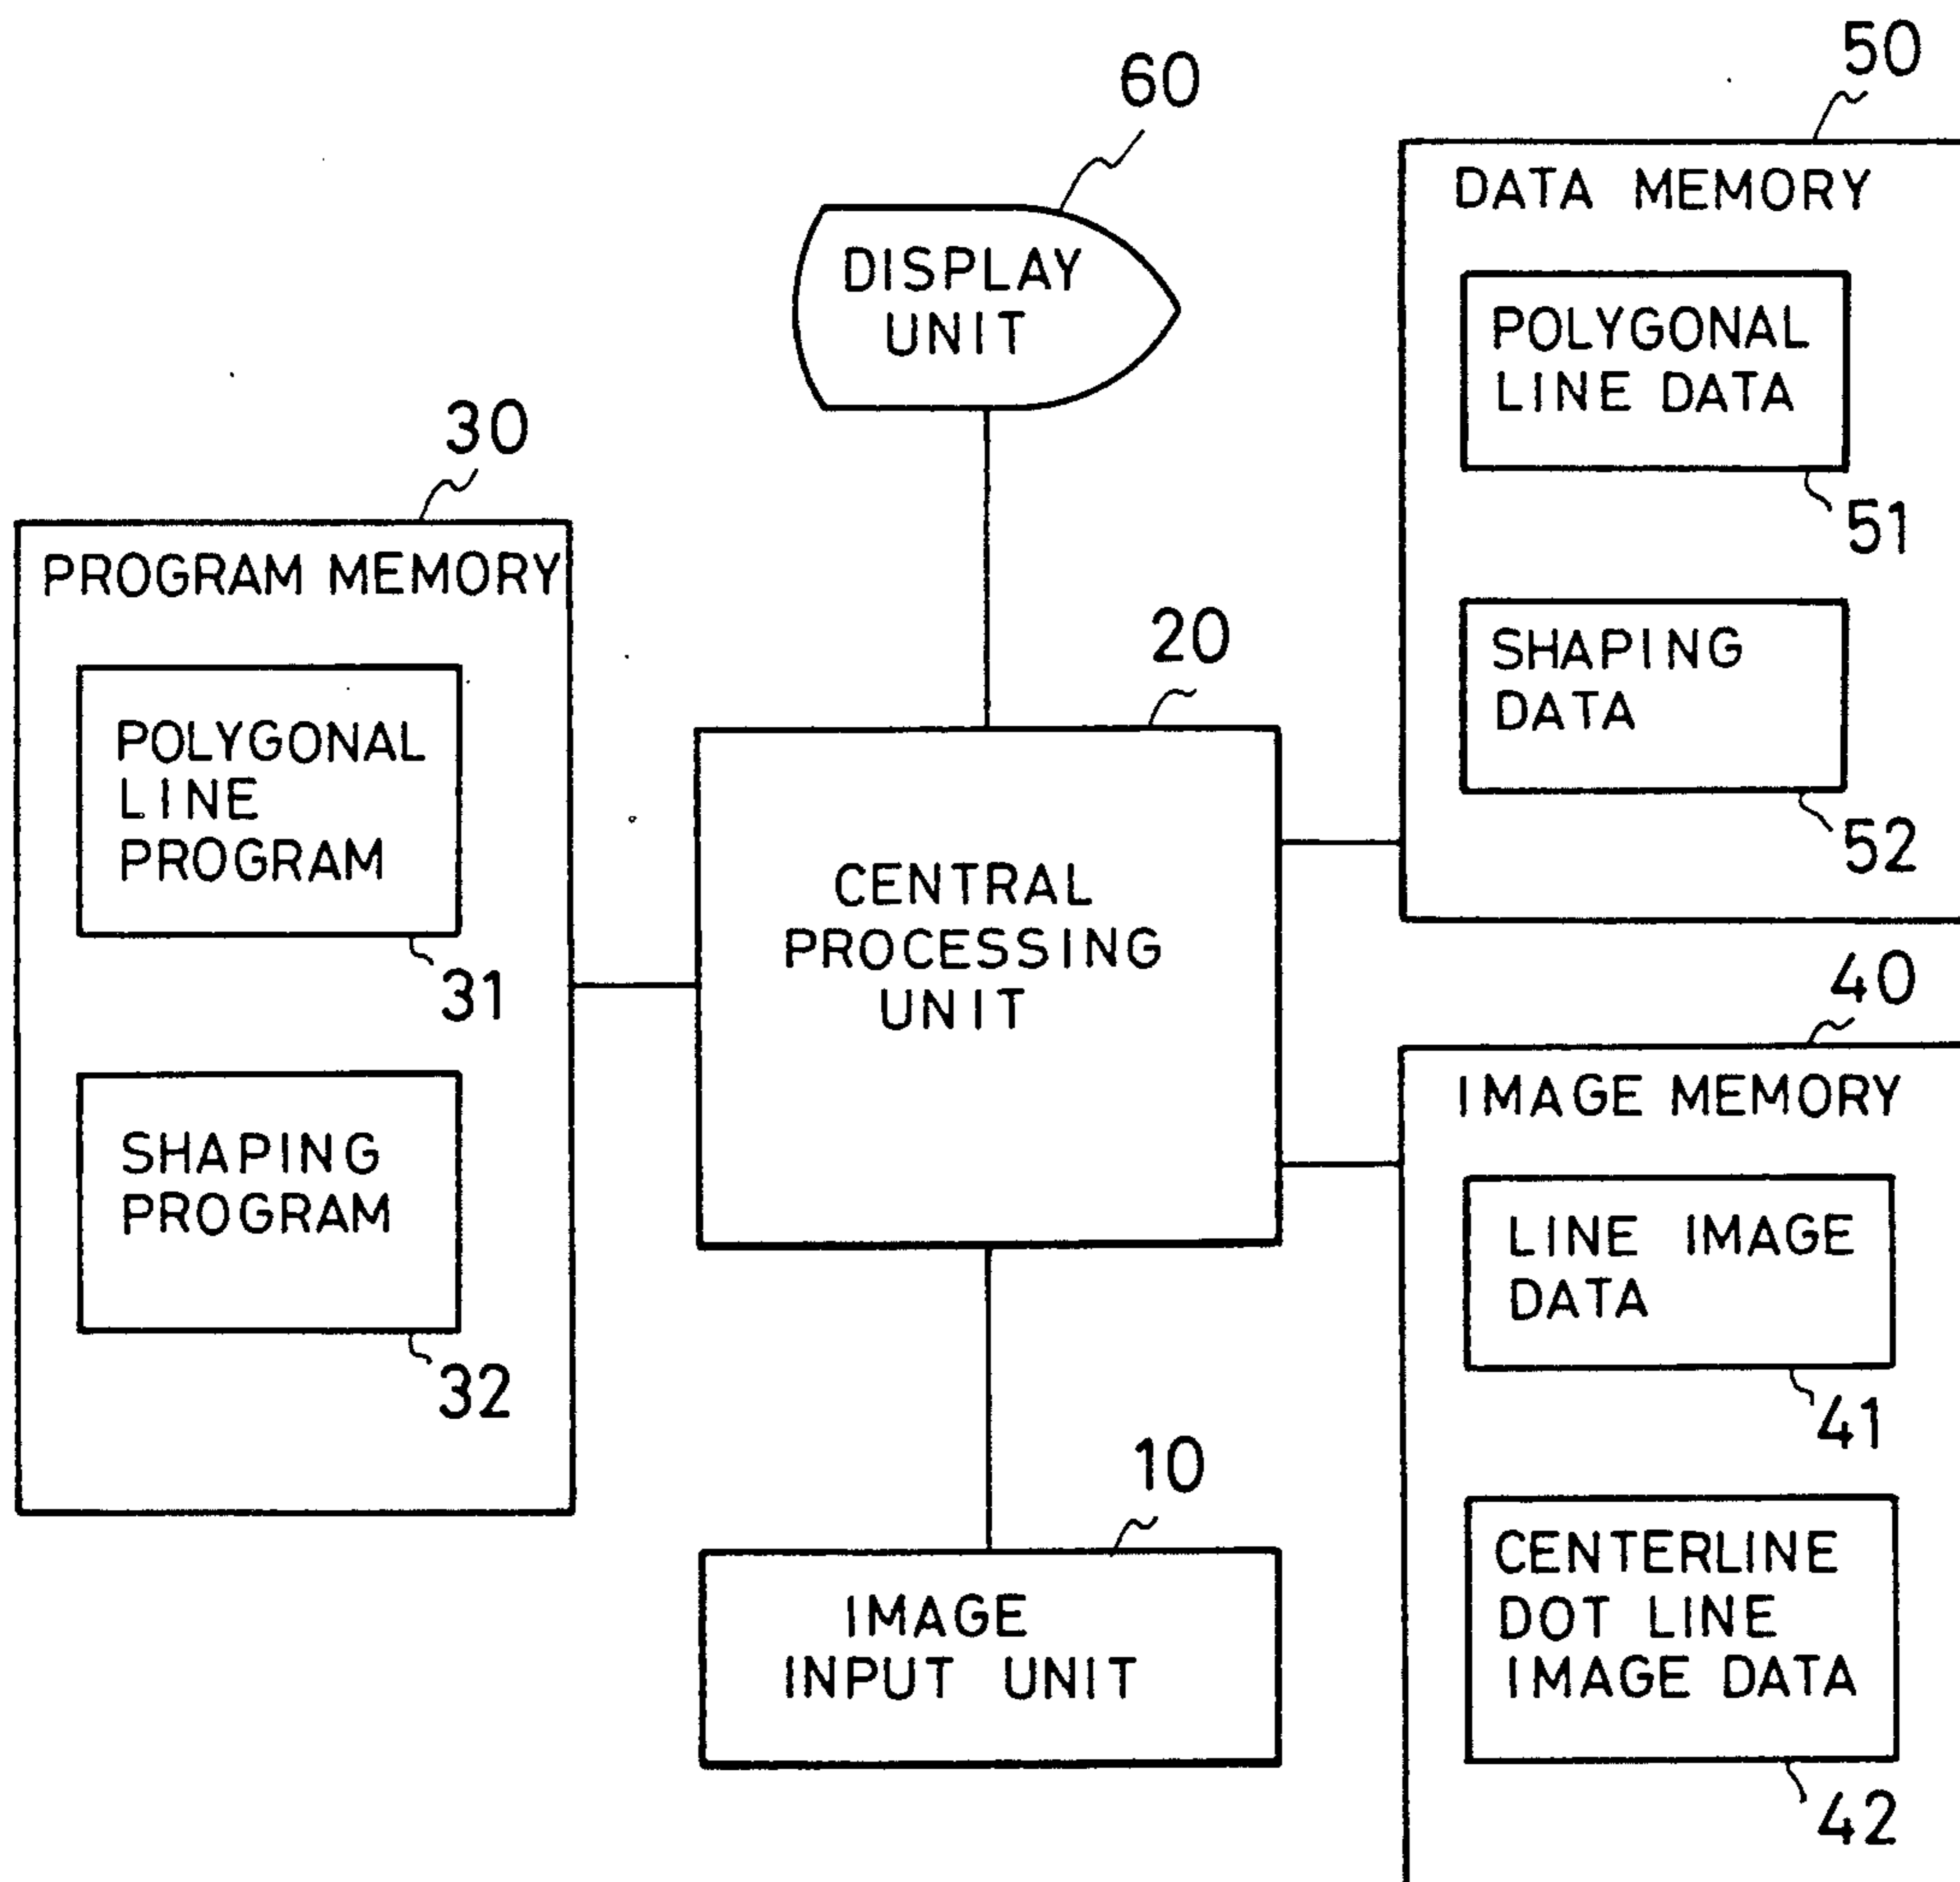 60
DISPLAY
UNIT
50
DATA MEMORY
POLYGONAL
LINE DATA
51
SHAPING
DATA
52
30
PROGRAM MEMORY
POLYGONAL
LINE
PROGRAM
31
SHAPING
PROGRAM
32
20
CENTRAL
PROCESSING
UNIT
40
IMAGE MEMORY
LINE IMAGE
DATA
41
CENTERLINE
DOT LINE
IMAGE DATA
42
10
IMAGE
INPUT UNIT